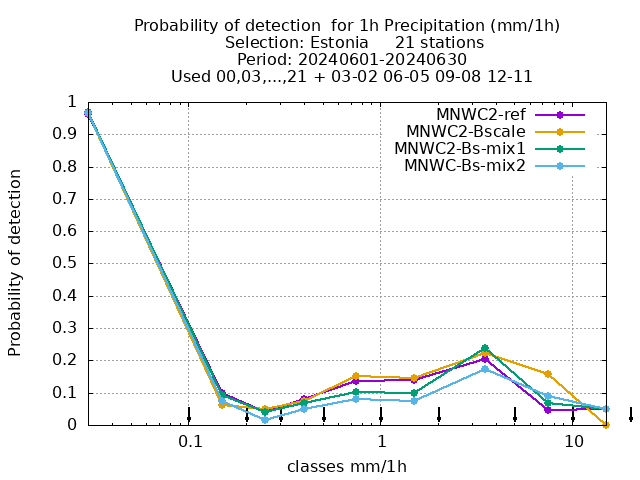 Probability of detection  for 1h Precipitation (mm/1h)
Selection: Estonia     21 stations
Period: 20240601-20240630
Used 00,03,...,21 + 03-02 06-05 09-08 12-11
MNWC2-ref
MNWC2-Bscale
MNWC2-Bs-mix1
MNWC-Bs-mix2
Probability of detection
1
0.9
0.8
0.7
0.6
0.5
0.4
0.3
0.2
0.1
0
0.1 1 10
classes mm/1h